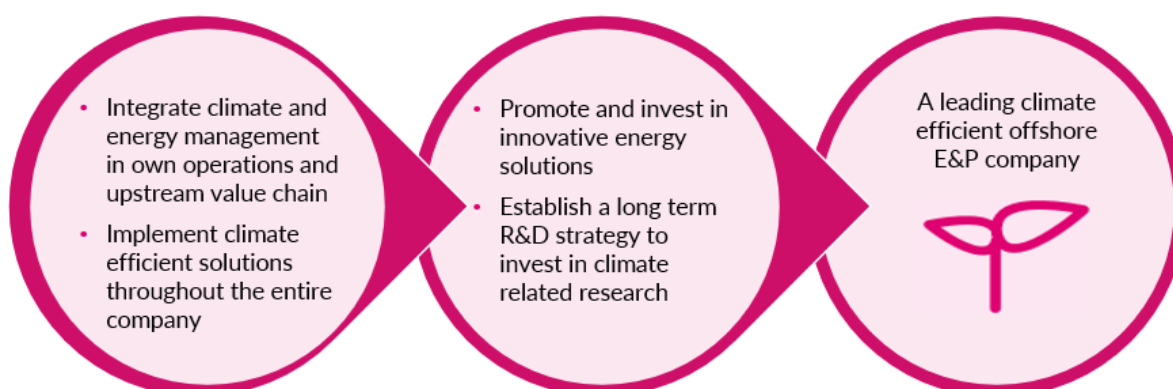 • Integrate climate and
energy management
in own operations and
upstream value chain
• Implement climate
efficient solutions
throughout the entire
company
• Promote and invest in
innovative energy
solutions
• Establish a long term
R&D strategy to
invest in climate
related research
A leading climate
efficient offshore
E&P company